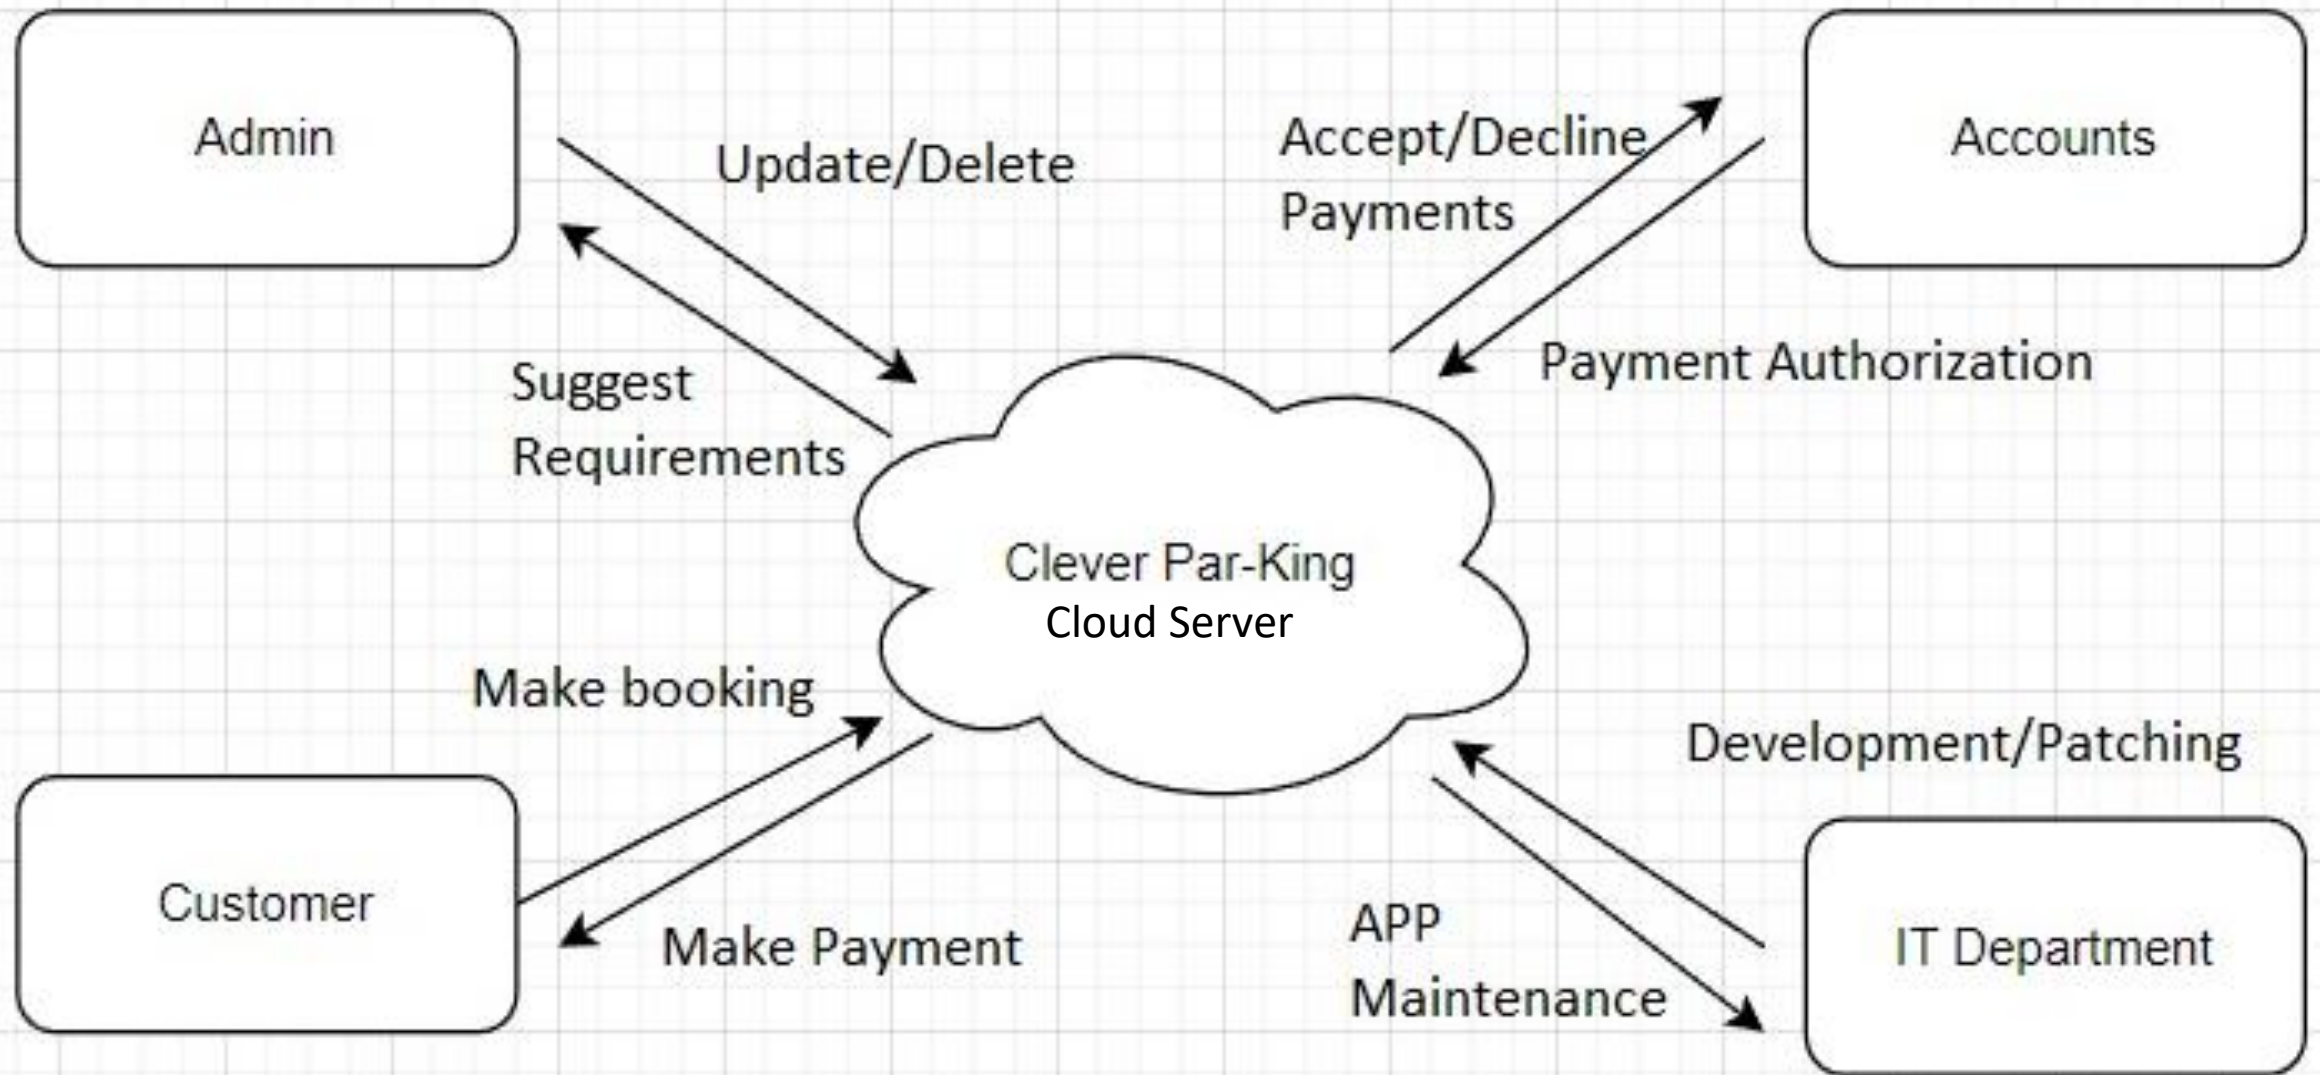 Admin
Update/Delete
Accept/Decline
Payments
Accounts
Suggest
Requirements
Payment Authorization
Clever Par-King
Cloud Server
Make booking
Development/Patching
Customer
Make Payment
APP
Maintenance
IT Department